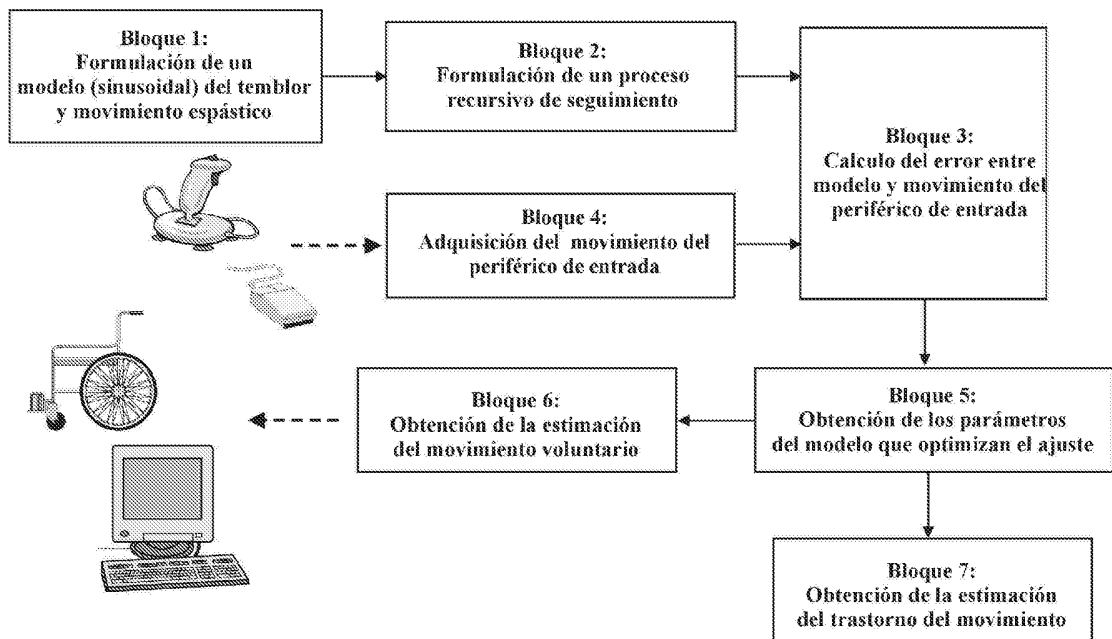 Bloque 1:
Formulación de un
modelo (sinusoidal) del temblor
y movimiento espástico
Bloque 2:
Formulación de un proceso
recursivo de seguimiento
Bloque 3:
Calculo del error entre
modelo y movimiento del
periférico de entrada
Bloque 4:
Adquisición del movimiento del
periférico de entrada
Bloque 5:
Obtención de los parámetros
del modelo que optimizan el ajuste
Bloque 6:
Obtención de la estimación
del movimiento voluntario
Bloque 7:
Obtención de la estimación
del trastorno del movimiento